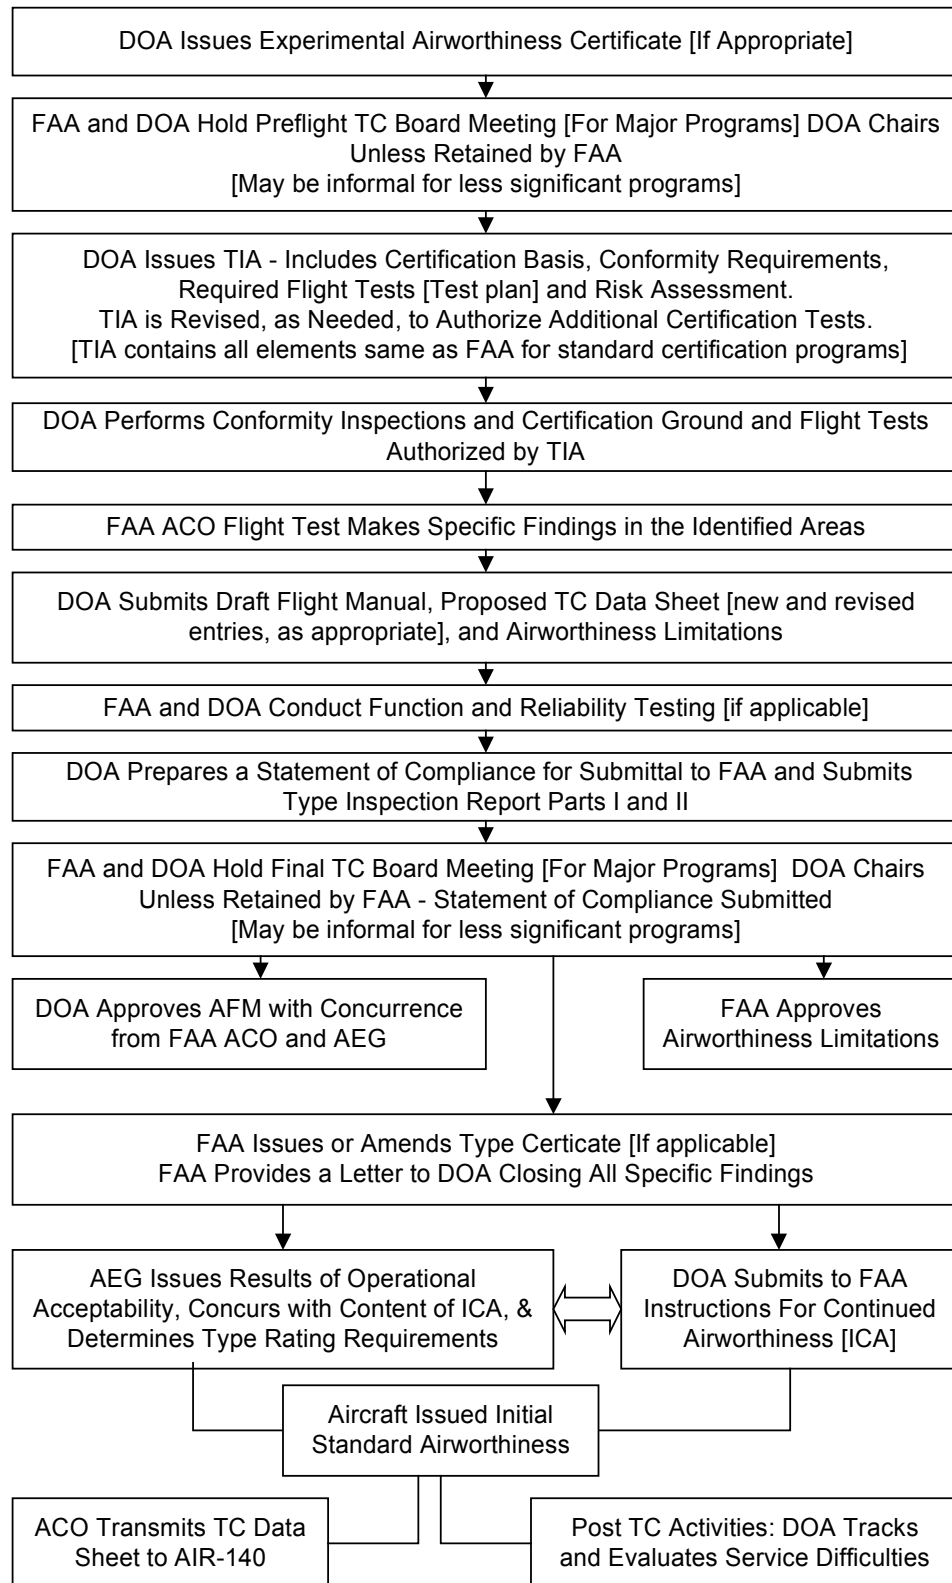 DOA Issues Experimental Airworthiness Certificate [If Appropriate]
FAA and DOA Hold Preflight TC Board Meeting [For Major Programs] DOA Chairs
Unless Retained by FAA
[May be informal for less significant programs]
DOA Issues TIA - Includes Certification Basis, Conformity Requirements,
Required Flight Tests [Test plan] and Risk Assessment.
TIA is Revised, as Needed, to Authorize Additional Certification Tests.
[TIA contains all elements same as FAA for standard certification programs]
DOA Performs Conformity Inspections and Certification Ground and Flight Tests
Authorized by TIA
FAA ACO Flight Test Makes Specific Findings in the Identified Areas
DOA Submits Draft Flight Manual, Proposed TC Data Sheet [new and revised
entries, as appropriate], and Airworthiness Limitations
FAA and DOA Conduct Function and Reliability Testing [if applicable]
DOA Prepares a Statement of Compliance for Submittal to FAA and Submits
Type Inspection Report Parts I and II
FAA and DOA Hold Final TC Board Meeting [For Major Programs]  DOA Chairs
Unless Retained by FAA - Statement of Compliance Submitted
[May be informal for less significant programs]
DOA Approves AFM with Concurrence
from FAA ACO and AEG
FAA Approves
Airworthiness Limitations
FAA Issues or Amends Type Certicate [If applicable]
FAA Provides a Letter to DOA Closing All Specific Findings
AEG Issues Results of Operational
Acceptability, Concurs with Content of ICA, &
Determines Type Rating Requirements
DOA Submits to FAA
Instructions For Continued
Airworthiness [ICA]
Aircraft Issued Initial
Standard Airworthiness
ACO Transmits TC Data
Sheet to AIR-140
Post TC Activities: DOA Tracks
and Evaluates Service Difficulties